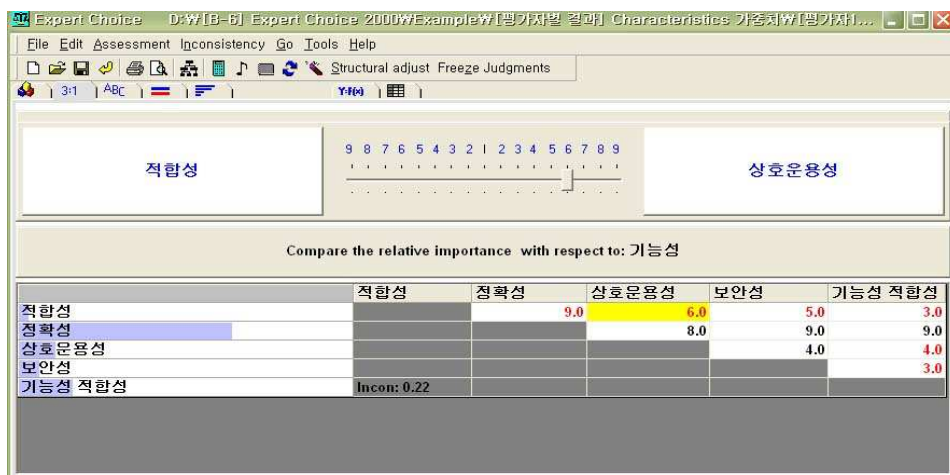 Expert Choice D:₩[B-6] Expert Choice 2000₩Example₩[평가자별 결과] Characteristics 가중치₩[평가자1...
File Edit Assessment Inconsistency Go Tools Help
Structural adjust Freeze Judgments
3:1 ABC Y:f(x)
9 8 7 6 5 4 3 2 1 2 3 4 5 6 7 8 9
적합성 상호운용성
Compare the relative importance with respect to: 기능성
적합성 정확성 상호운용성 보안성 기능성 적합성
적합성 9.0 6.0 5.0 3.0
정확성 8.0 9.0 9.0
상호운용성 4.0 4.0
보안성 3.0
기능성 적합성 Incon: 0.22